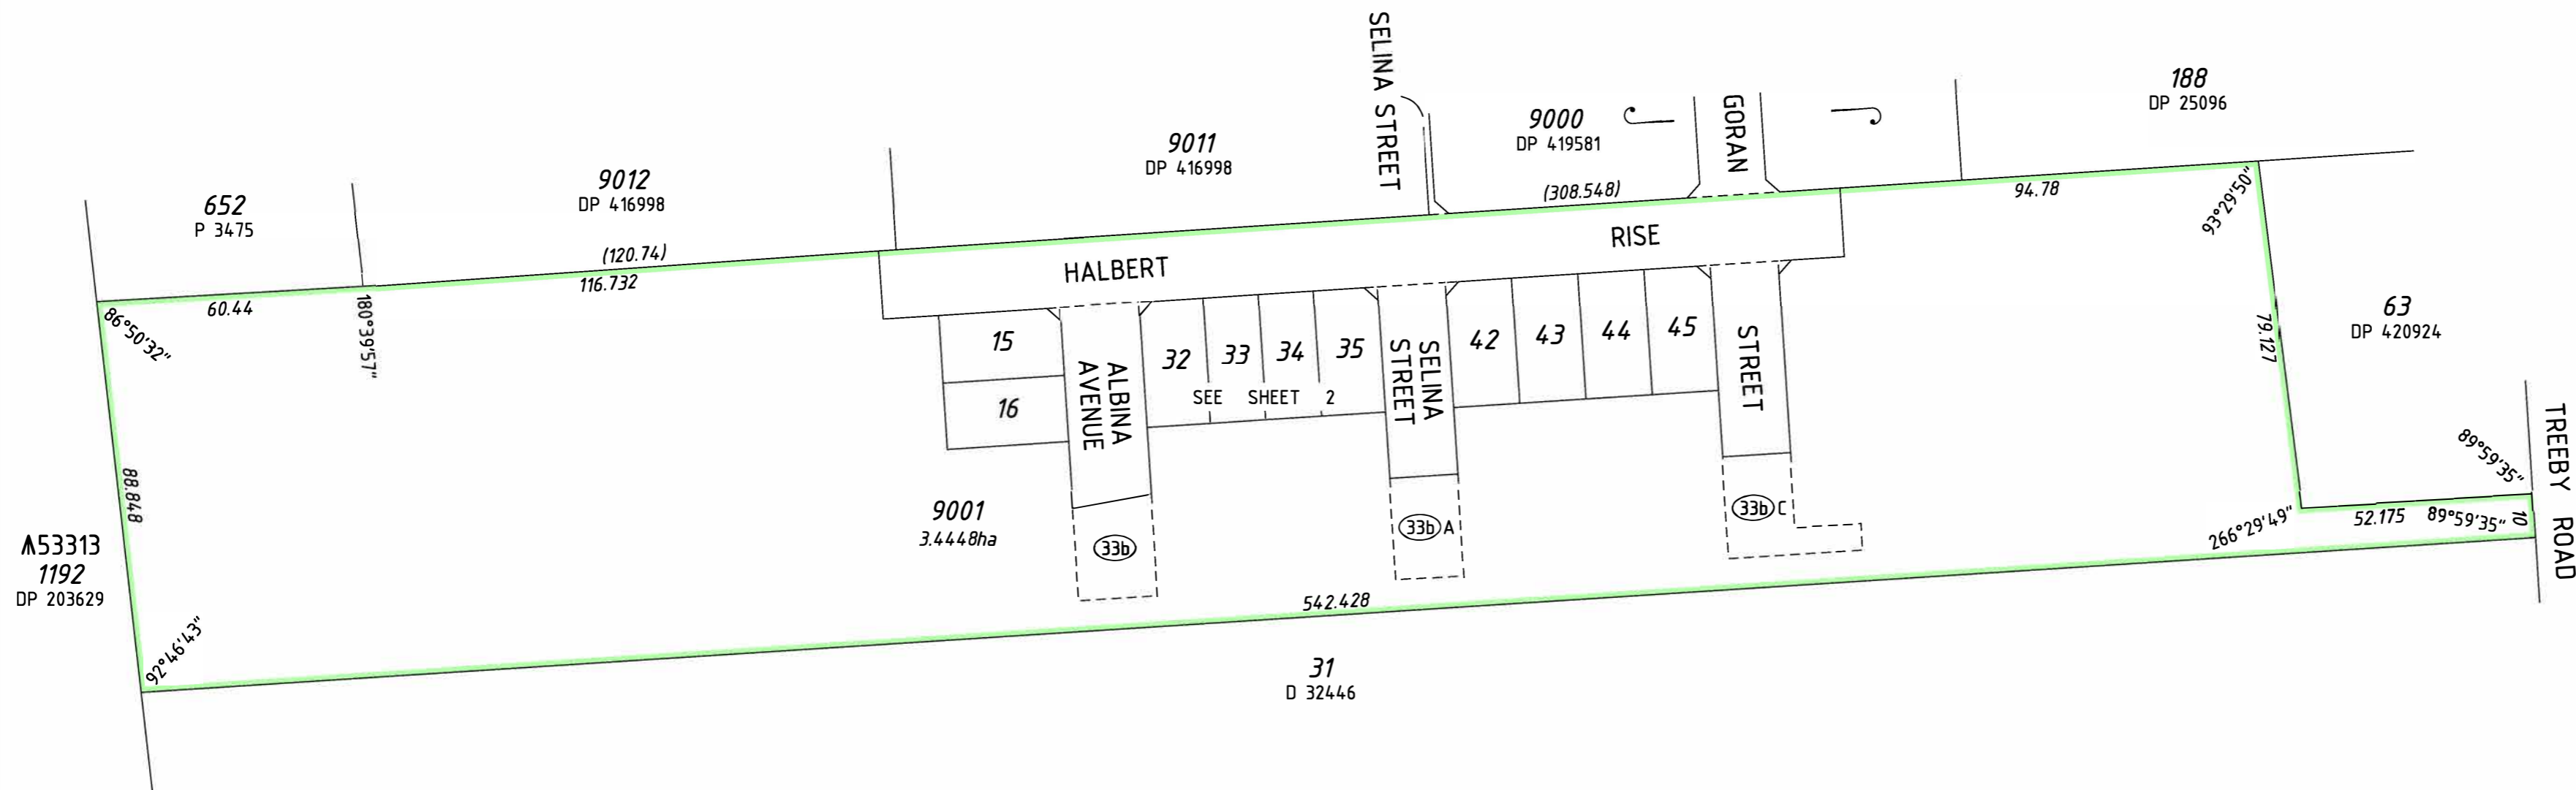 652
P 3475
9012
DP 416998
9011
DP 416998
SELINA STREET
9000
DP 419581
GORAN
188
DP 25096
(120.74)
116.732
60.44
(308.548)
94.78
93°29'50"
HALBERT
RISE
86°50'32"
180°39'57"
15
16
ALBINA
AVENUE
32
33
34
35
SEE SHEET 2
SELINA
STREET
42
43
44
45
STREET
79.127
63
DP 420924
TREEBY ROAD
89°59'35"
88.848
53313
1192
DP 203629
9001
3.4448ha
33b
33b A
33b C
266°29'49"
52.175
89°59'35"
10
92°46'43"
542.428
31
D 32446